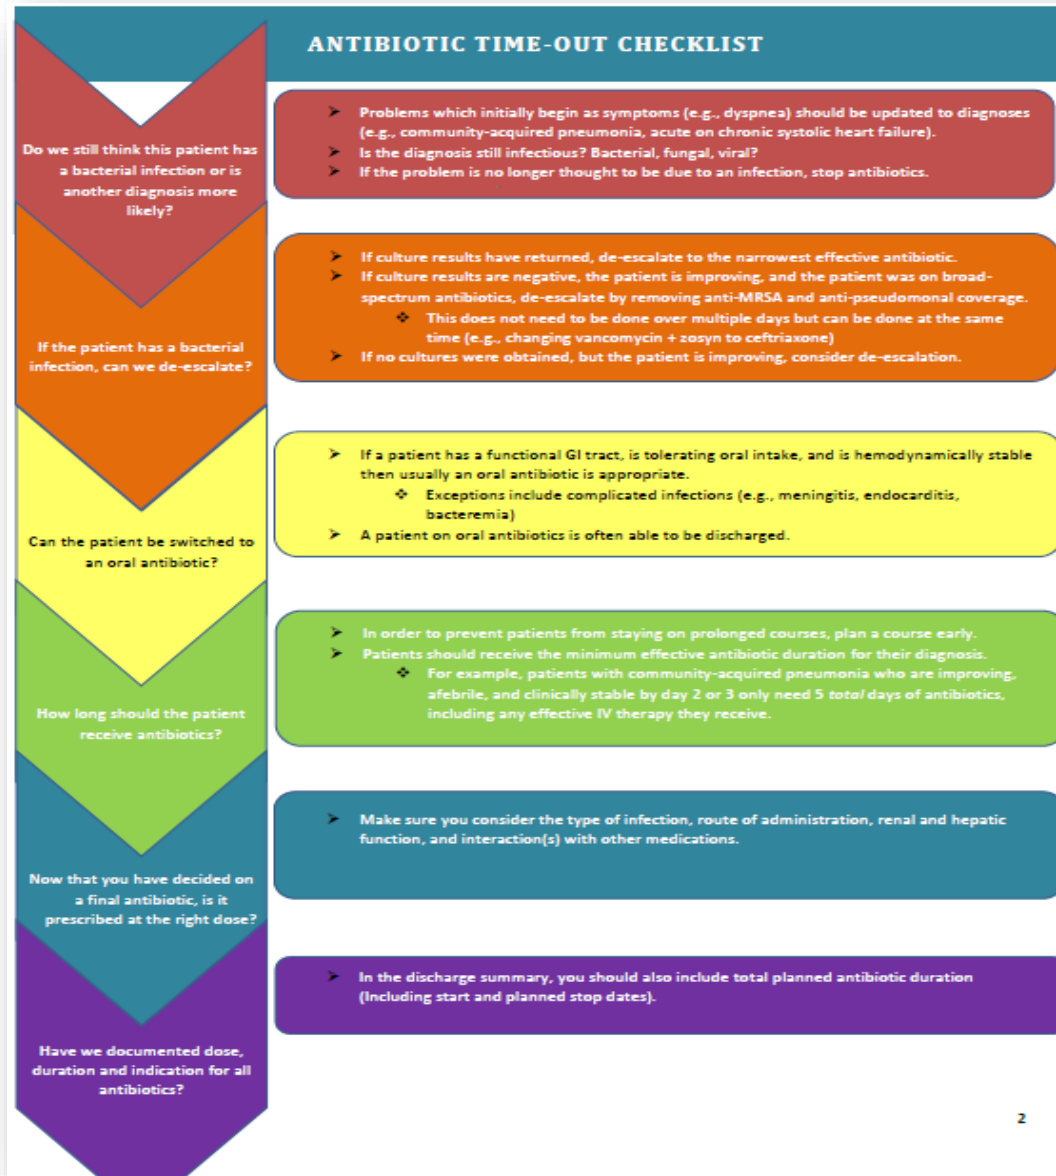 ANTIBIOTIC TIME-OUT CHECKLIST
Do we still think this patient has
a bacterial infection or is
another diagnosis more
likely?
➢ Problems which initially begin as symptoms (e.g., dyspnea) should be updated to diagnoses
(e.g., community-acquired pneumonia, acute on chronic systolic heart failure).
➢ Is the diagnosis still infectious? Bacterial, fungal, viral?
➢ If the problem is no longer thought to be due to an infection, stop antibiotics.
If the patient has a bacterial
infection, can we de-escalate?
➢ If culture results have returned, de-escalate to the narrowest effective antibiotic.
➢ If culture results are negative, the patient is improving, and the patient was on broad-
spectrum antibiotics, de-escalate by removing anti-MRSA and anti-pseudomonal coverage.
❖ This does not need to be done over multiple days but can be done at the same
time (e.g., changing vancomycin + zosyn to ceftriaxone)
➢ If no cultures were obtained, but the patient is improving, consider de-escalation.
Can the patient be switched to
an oral antibiotic?
➢ If a patient has a functional GI tract, is tolerating oral intake, and is hemodynamically stable
then usually an oral antibiotic is appropriate.
❖ Exceptions include complicated infections (e.g., meningitis, endocarditis,
bacteremia)
➢ A patient on oral antibiotics is often able to be discharged.
How long should the patient
receive antibiotics?
➢ In order to prevent patients from staying on prolonged courses, plan a course early.
➢ Patients should receive the minimum effective antibiotic duration for their diagnosis.
❖ For example, patients with community-acquired pneumonia who are improving,
afebrile, and clinically stable by day 2 or 3 only need 5 total days of antibiotics,
including any effective IV therapy they receive.
Now that you have decided on
a final antibiotic, is it
prescribed at the right dose?
➢ Make sure you consider the type of infection, route of administration, renal and hepatic
function, and interaction(s) with other medications.
Have we documented dose,
duration and indication for all
antibiotics?
➢ In the discharge summary, you should also include total planned antibiotic duration
(Including start and planned stop dates).
2